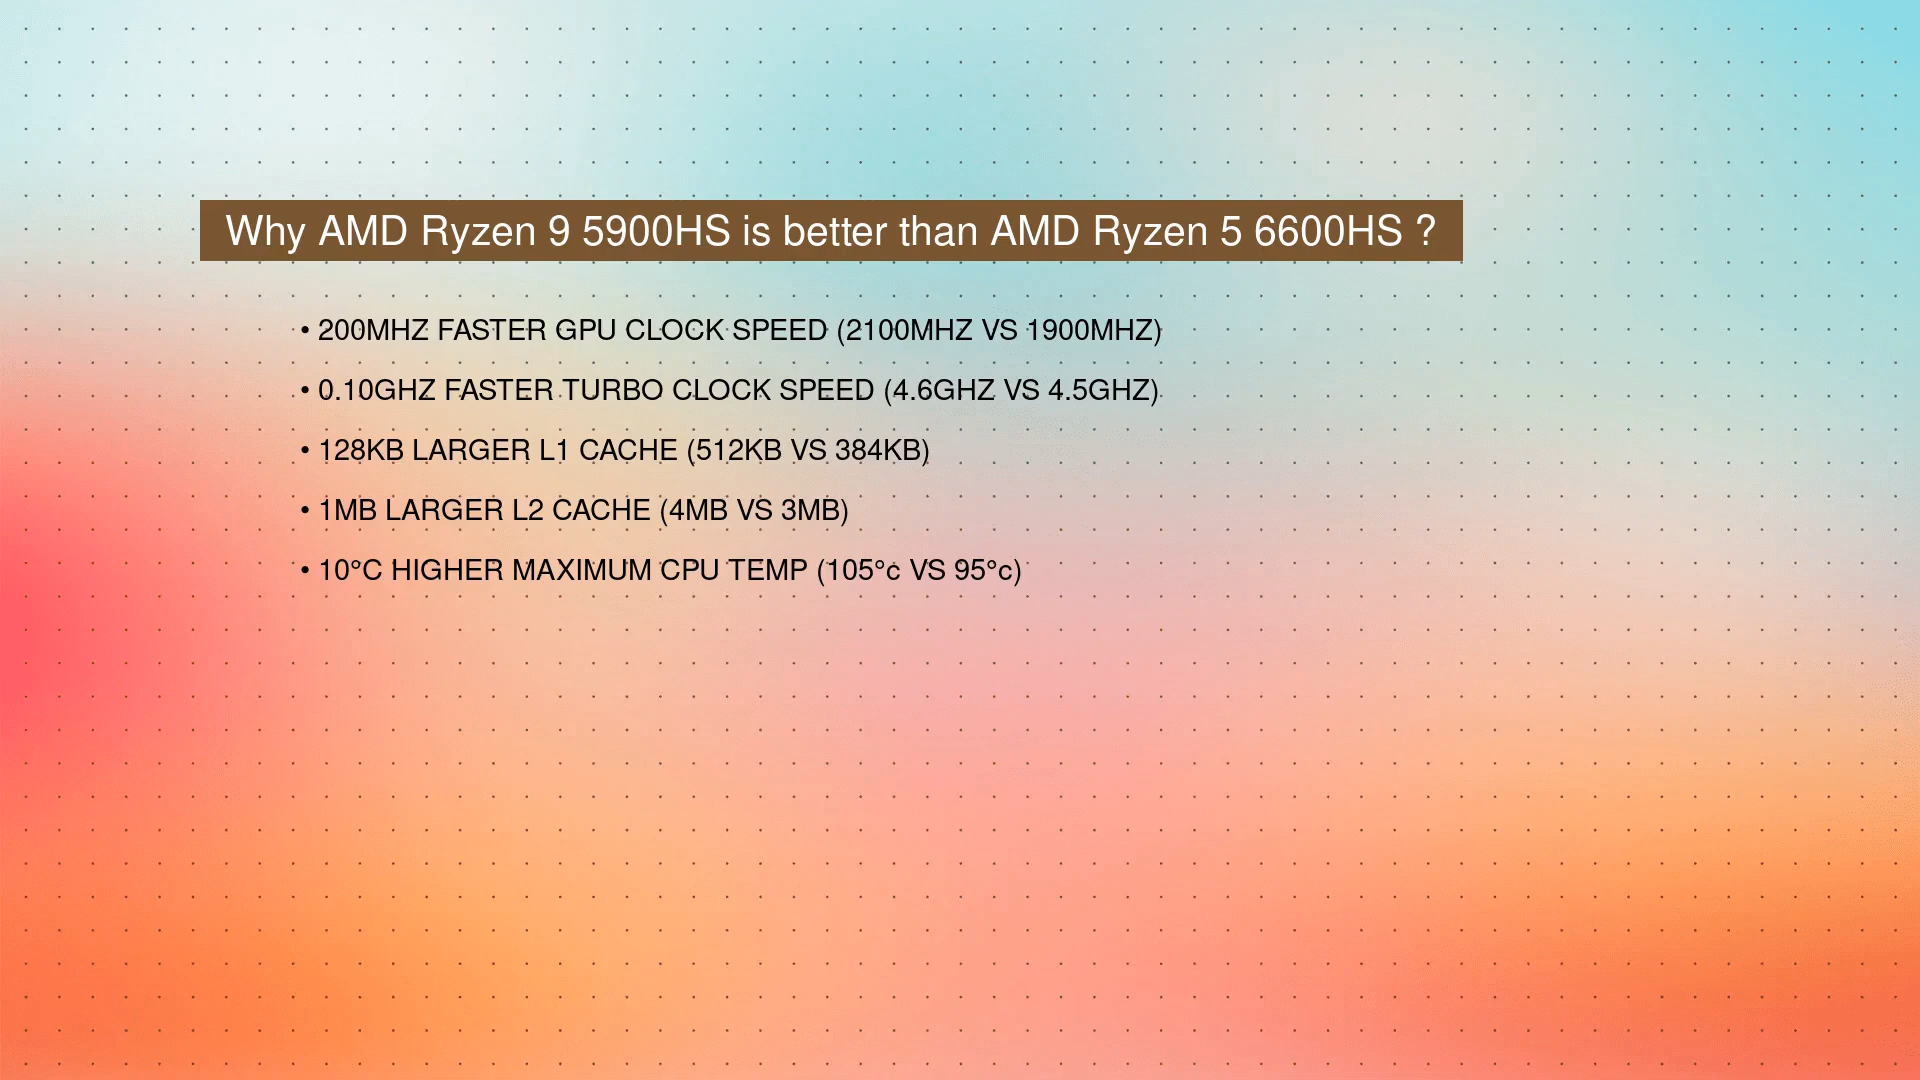 Why AMD Ryzen 9 5900HS is better than AMD Ryzen 5 6600HS ?
• 200MHZ FASTER GPU CLOCK SPEED (2100MHZ VS 1900MHZ)
• 0.10GHZ FASTER TURBO CLOCK SPEED (4.6GHZ VS 4.5GHZ)
• 128KB LARGER L1 CACHE (512KB VS 384KB)
• 1MB LARGER L2 CACHE (4MB VS 3MB)
• 10°C HIGHER MAXIMUM CPU TEMP (105°c VS 95°c)